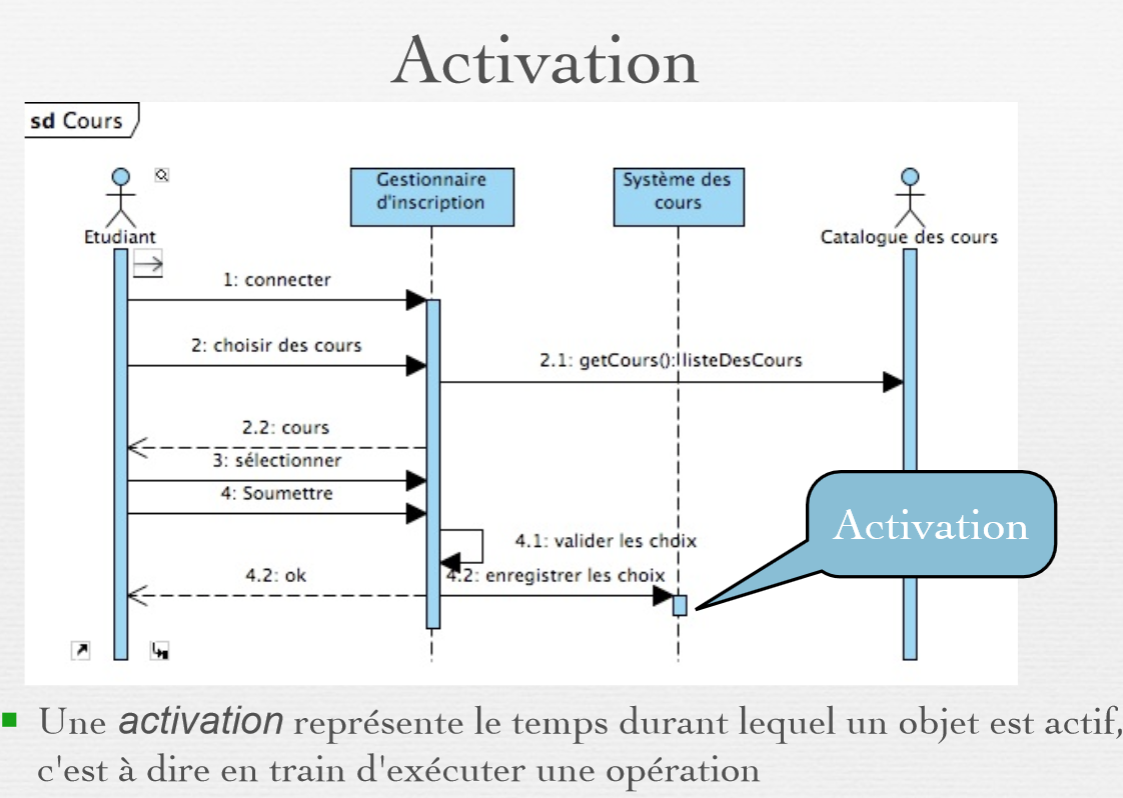 Activation
sd Cours
Gestionnaire
d'inscription
Système des
cours
Etudiant
Catalogue des cours
1: connecter
2: choisir des cours
2.1: getCours():listeDesCours
2.2: cours
3: sélectionner
4: Soumettre
Activation
4.1: valider les choix
4.2: ok
4.2: enregistrer les choix
Une activation représente le temps durant lequel un objet est actif,
c'est à dire en train d'exécuter une opération